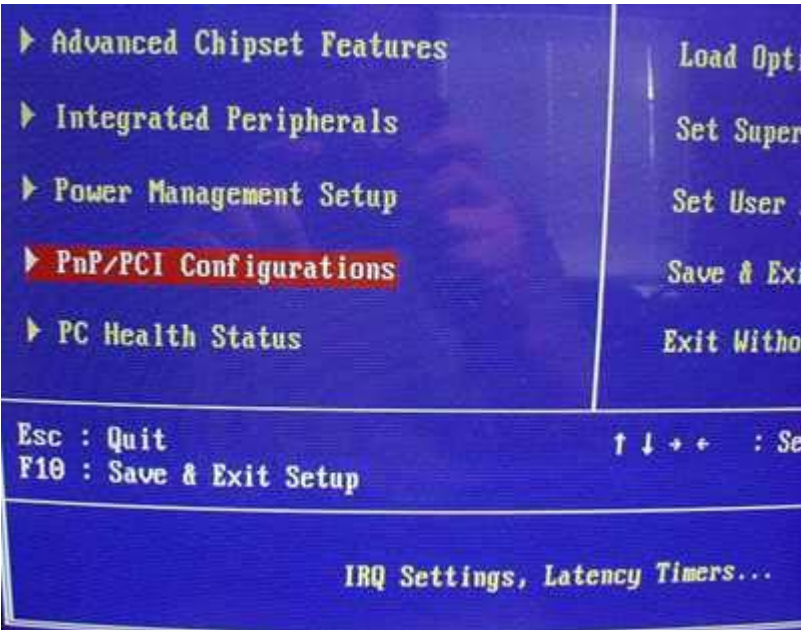 Advanced Chipset Features
Integrated Peripherals
Power Management Setup
PnP/PCI Configurations
PC Health Status
Load Opti
Set Super
Set User
Save & Exi
Exit Witho
Esc : Quit
F10 : Save & Exit Setup
↑ ↓ → ← : Se
IRQ Settings, Latency Timers...